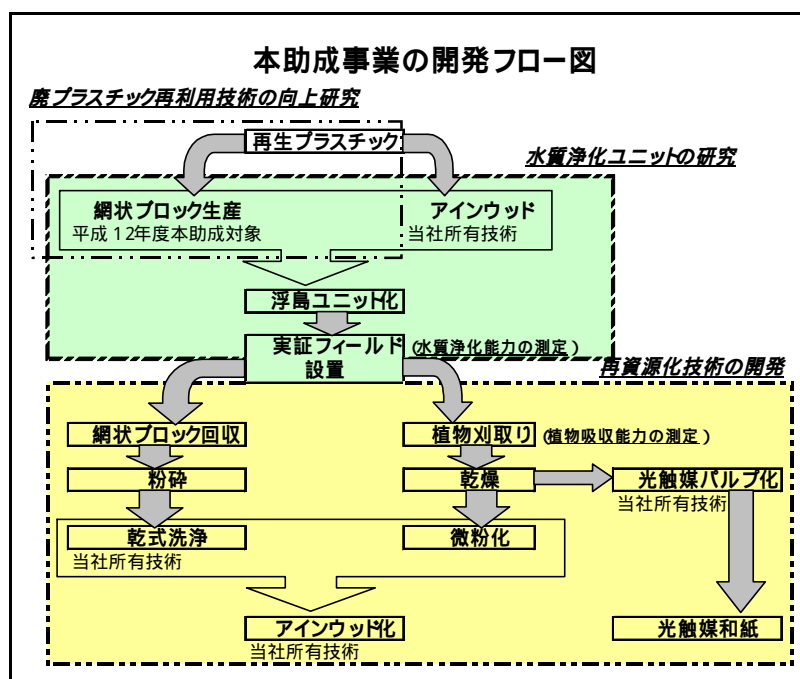 本助成事業の開発フロー図
廃プラスチック再利用技術の向上研究
再生プラスチック
水質浄化ユニットの研究
網状ブロック生産
平成12年度本助成対象
アインウッド
当社所有技術
浮島ユニット化
実証フィールド
設置
(水質浄化能力の測定)
再資源化技術の開発
網状ブロック回収
植物刈取り
(植物吸収能力の測定)
粉砕
乾燥
光触媒パルプ化
当社所有技術
乾式洗浄
当社所有技術
微粉化
アインウッド化
当社所有技術
光触媒和紙